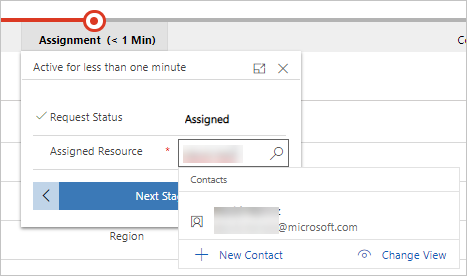 Assignment (< 1 Min)
Active for less than one minute
Request Status Assigned
Assigned Resource *
Contacts
@microsoft.com
Next
Region
+ New Contact Change View